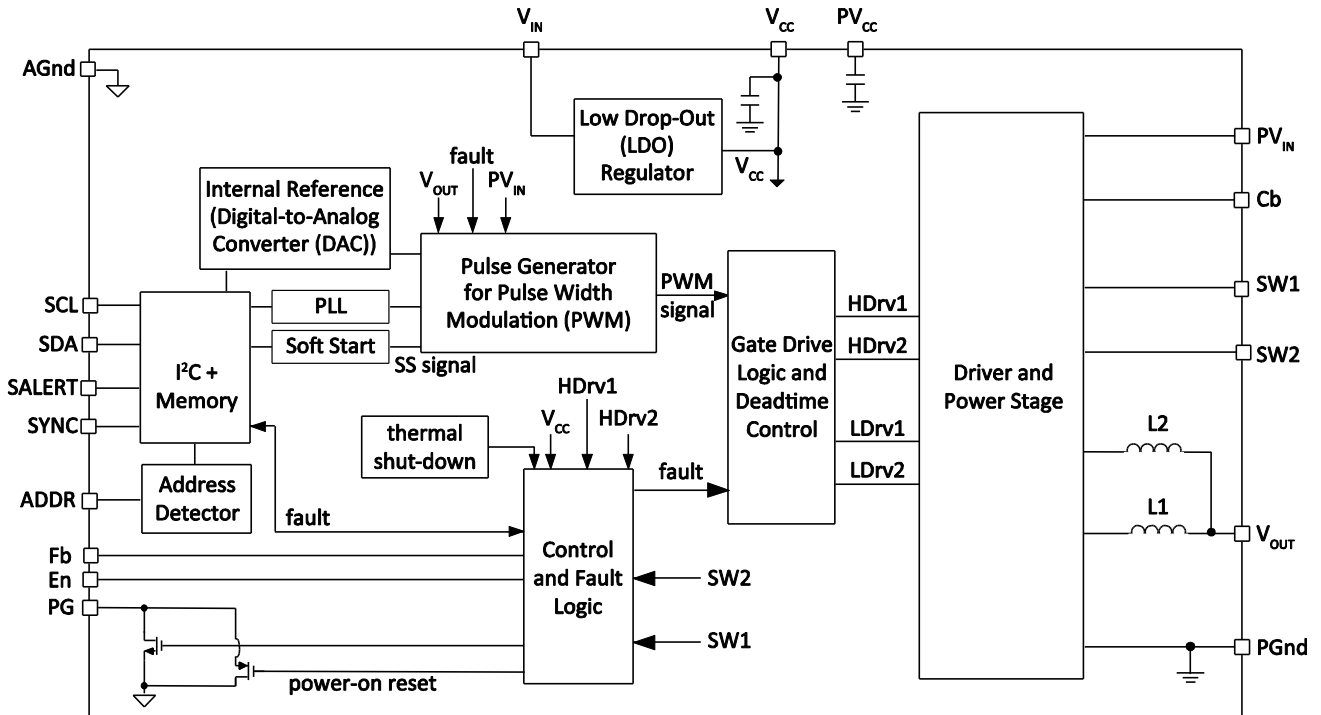 V_IN
V_CC
PV_CC
AGnd
Low Drop-Out
(LDO)
Regulator
V_CC
PV_IN
Cb
SW1
SW2
Internal Reference
(Digital-to-Analog
Converter (DAC))
fault
V_OUT
PV_IN
Pulse Generator
for Pulse Width
Modulation (PWM)
PWM
signal
SCL
SDA
SALERT
SYNC
ADDR
I²C +
Memory
PLL
Soft Start
SS signal
Address
Detector
thermal
shut-down
HDrv1
V_CC
HDrv2
Gate Drive
Logic and
Deadtime
Control
HDrv1
HDrv2
LDrv1
LDrv2
Driver and
Power Stage
L2
L1
V_OUT
fault
fault
Fb
En
PG
Control
and Fault
Logic
SW2
SW1
power-on reset
PGnd